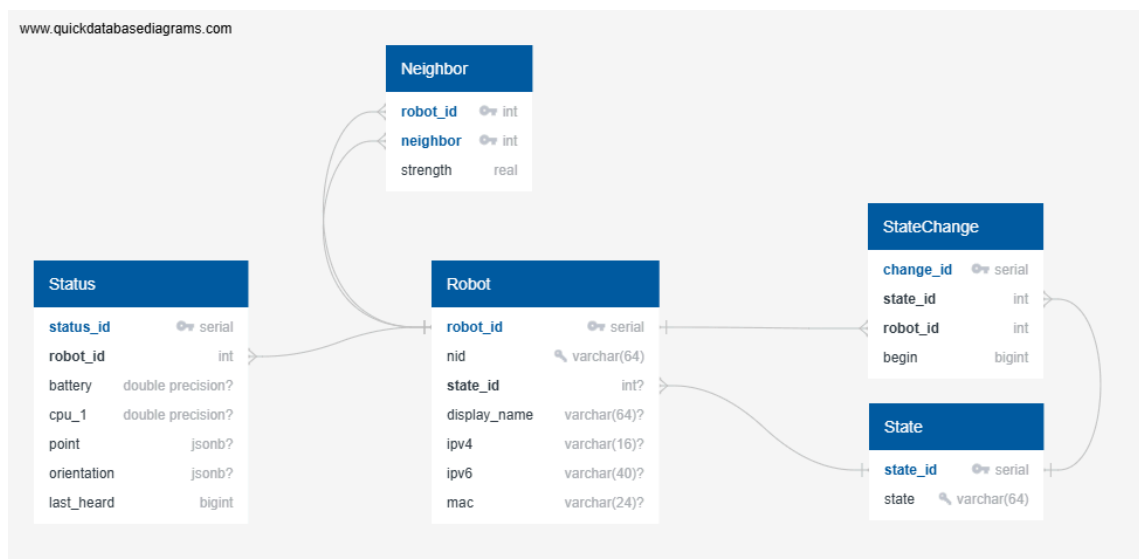 www.quickdatabasediagrams.com
Neighbor
robot_id int
neighbor int
strength real
Status
status_id serial
robot_id int
battery double precision?
cpu_1 double precision?
point jsonb?
orientation jsonb?
last_heard bigint
Robot
robot_id serial
nid varchar(64)
state_id int?
display_name varchar(64)?
ipv4 varchar(16)?
ipv6 varchar(40)?
mac varchar(24)?
StateChange
change_id serial
state_id int
robot_id int
begin bigint
State
state_id serial
state varchar(64)